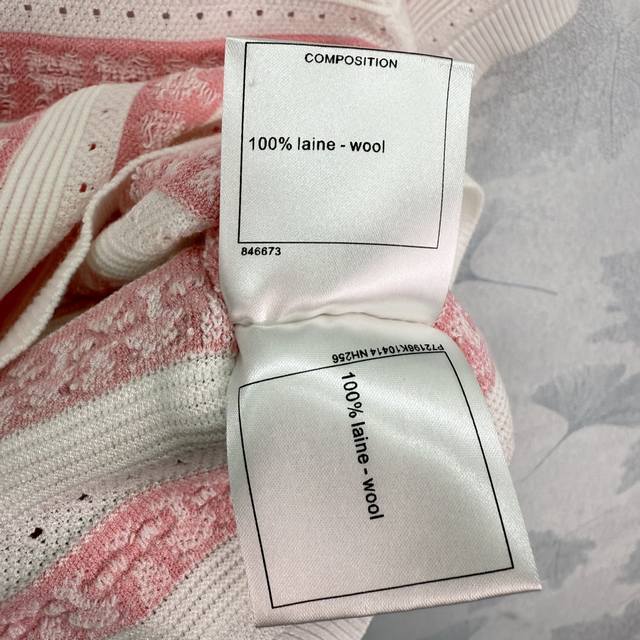 COMPOSITION
100% laine - wool
846673
P72198K10414 NH256
100% laine - wool